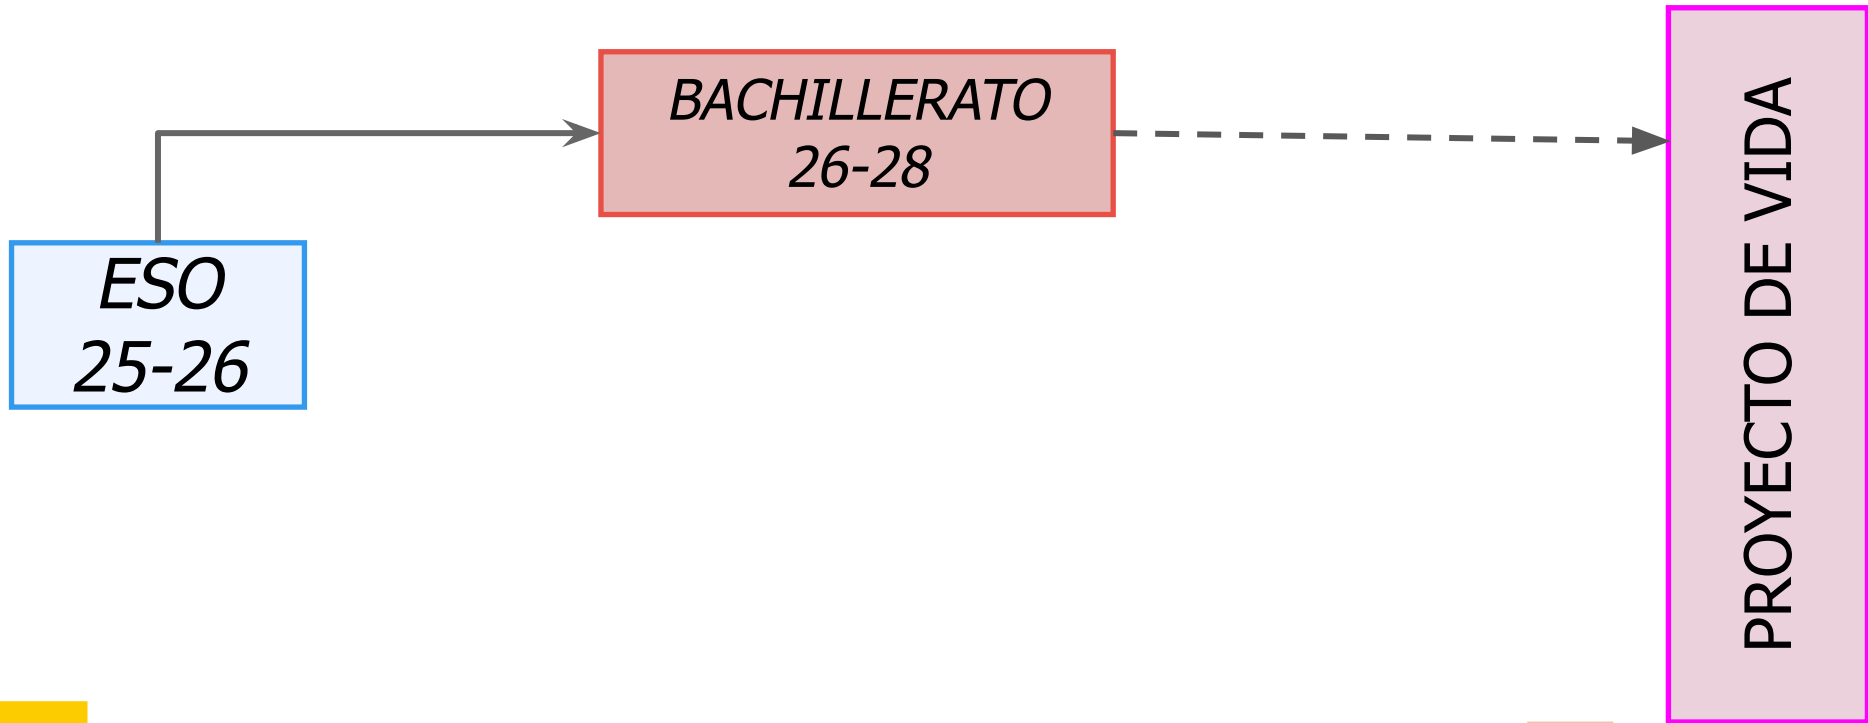 BACHILLERATO
26-28
ESO
25-26
PROYECTO DE VIDA